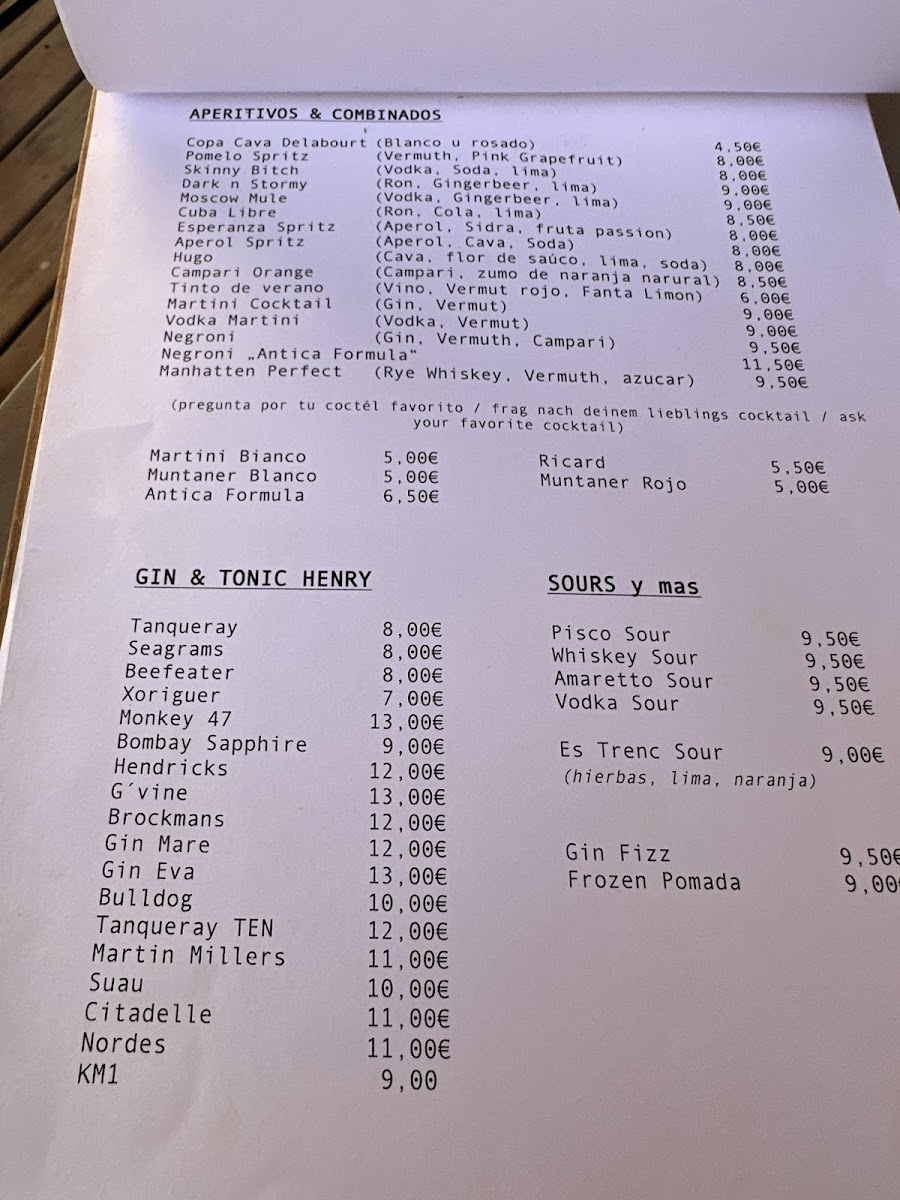 APERITIVOS & COMBINADOS
Copa Cava Delabourt (Blanco u rosado) 4,50€
Pomelo Spritz (Vermuth, Pink Grapefruit) 8,00€
Skinny Bitch (Vodka, Soda, lima) 8,00€
Dark n Stormy (Ron, Gingerbeer, lima) 9,00€
Moscow Mule (Vodka, Gingerbeer, lima) 9,00€
Cuba Libre (Ron, Cola, lima) 8,50€
Esperanza Spritz (Aperol, Sidra, fruta passion) 8,00€
Aperol Spritz (Aperol, Cava, Soda) 8,00€
Hugo (Cava, flor de saúco, lima, soda) 8,00€
Campari Orange (Campari, zumo de naranja narural) 8,50€
Tinto de verano (Vino, Vermut rojo, Fanta Limon) 6,00€
Martini Cocktail (Gin, Vermut) 9,00€
Vodka Martini (Vodka, Vermut) 9,00€
Negroni (Gin, Vermuth, Campari) 9,50€
Negroni „Antica Formula“ 11,50€
Manhatten Perfect (Rye Whiskey, Vermuth, azucar) 9,50€
(pregunta por tu coctél favorito / frag nach deinem lieblings cocktail / ask
your favorite cocktail)
Martini Bianco 5,00€
Muntaner Blanco 5,00€
Antica Formula 6,50€
Ricard 5,50€
Muntaner Rojo 5,00€
GIN & TONIC HENRY
Tanqueray 8,00€
Seagrams 8,00€
Beefeater 8,00€
Xoriguer 7,00€
Monkey 47 13,00€
Bombay Sapphire 9,00€
Hendricks 12,00€
G´vine 13,00€
Brockmans 12,00€
Gin Mare 12,00€
Gin Eva 13,00€
Bulldog 10,00€
Tanqueray TEN 12,00€
Martin Millers 11,00€
Suau 10,00€
Citadelle 11,00€
Nordes 11,00€
KM1 9,00
SOURS y mas
Pisco Sour 9,50€
Whiskey Sour 9,50€
Amaretto Sour 9,50€
Vodka Sour 9,50€
Es Trenc Sour 9,00€
(hierbas, lima, naranja)
Gin Fizz 9,50€
Frozen Pomada 9,00€